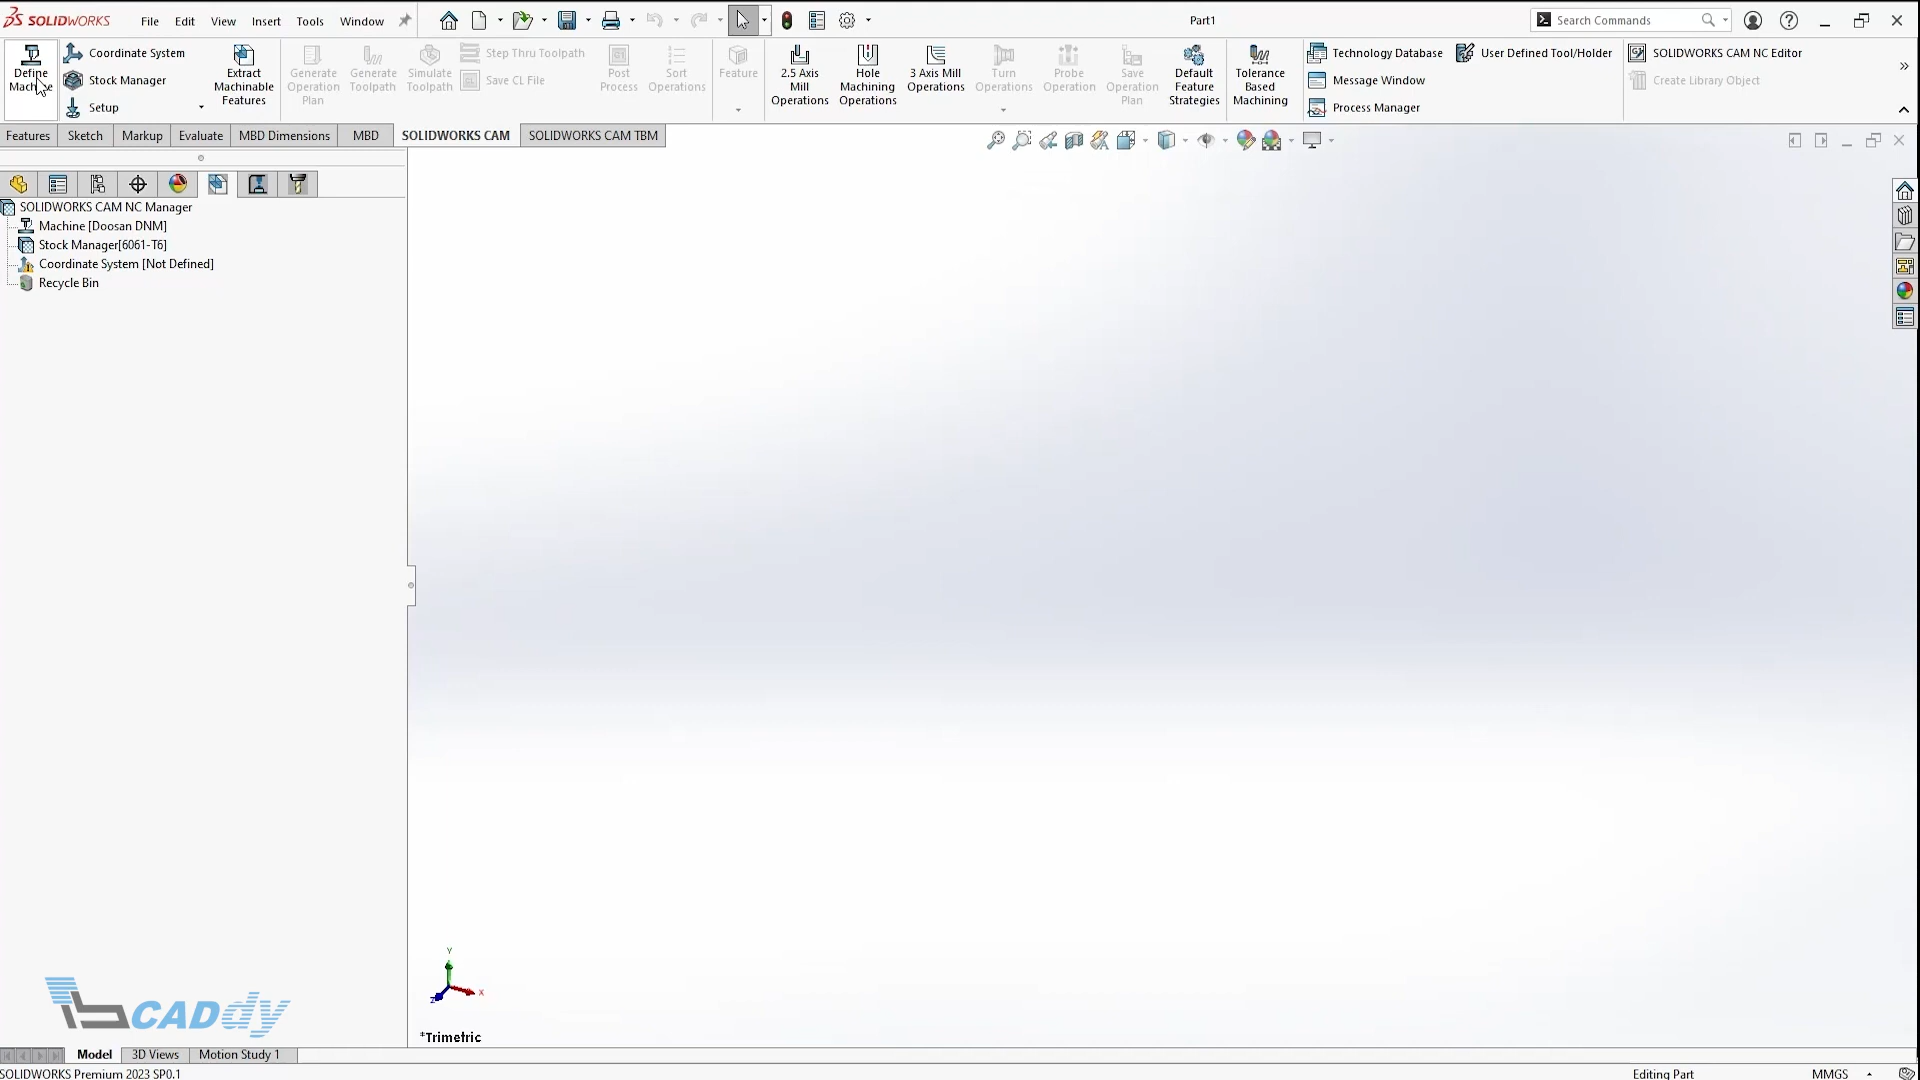 SOLIDWORKS File Edit View Insert Tools Window Part1 Search Commands
Define Machine
Coordinate System
Stock Manager
Setup
Extract Machinable Features
Generate Operation Plan
Generate Toolpath
Simulate Toolpath
Step Thru Toolpath
Save CL File
Post Process
Sort Operations
Feature
2.5 Axis Mill Operations
Hole Machining Operations
3 Axis Mill Operations
Turn Operations
Probe Operation
Save Operation Plan
Default Feature Strategies
Tolerance Based Machining
Technology Database
Message Window
Process Manager
User Defined Tool/Holder
SOLIDWORKS CAM NC Editor
Create Library Object
Features Sketch Markup Evaluate MBD Dimensions MBD SOLIDWORKS CAM SOLIDWORKS CAM TBM
SOLIDWORKS CAM NC Manager
Machine [Doosan DNM]
Stock Manager[6061-T6]
Coordinate System [Not Defined]
Recycle Bin
Y
X
Z
CADdy
*Trimetric
Model 3D Views Motion Study 1
SOLIDWORKS Premium 2023 SP0.1 Editing Part MMGS